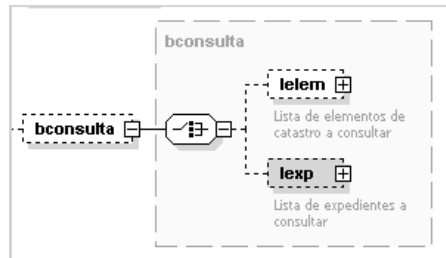 bconsulta
lelem
Lista de elementos de
catastro a consultar
bconsulta
lexp
Lista de expedientes a
consultar